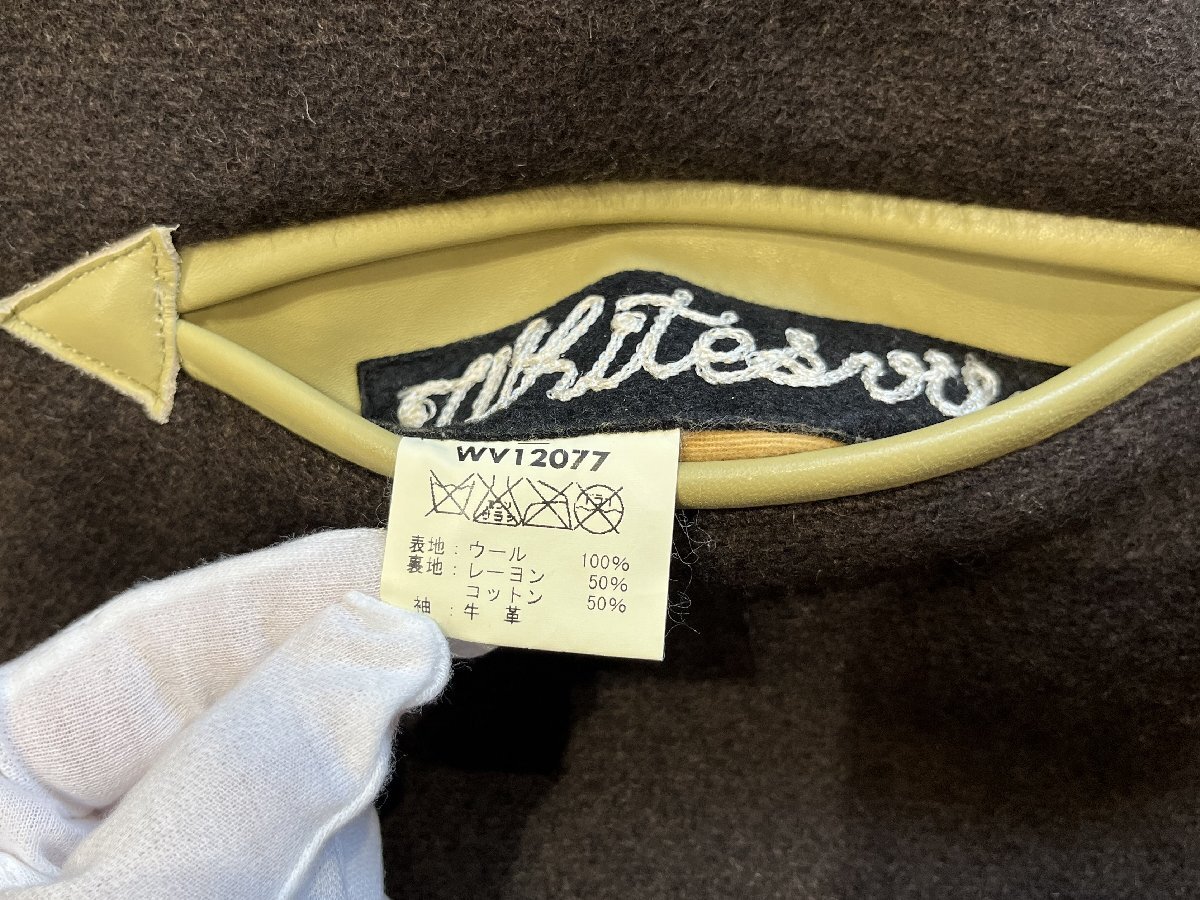 Whitesv
WV12077
表地：ウール 100%
裏地：レーヨン 50%
コットン 50%
袖：牛革